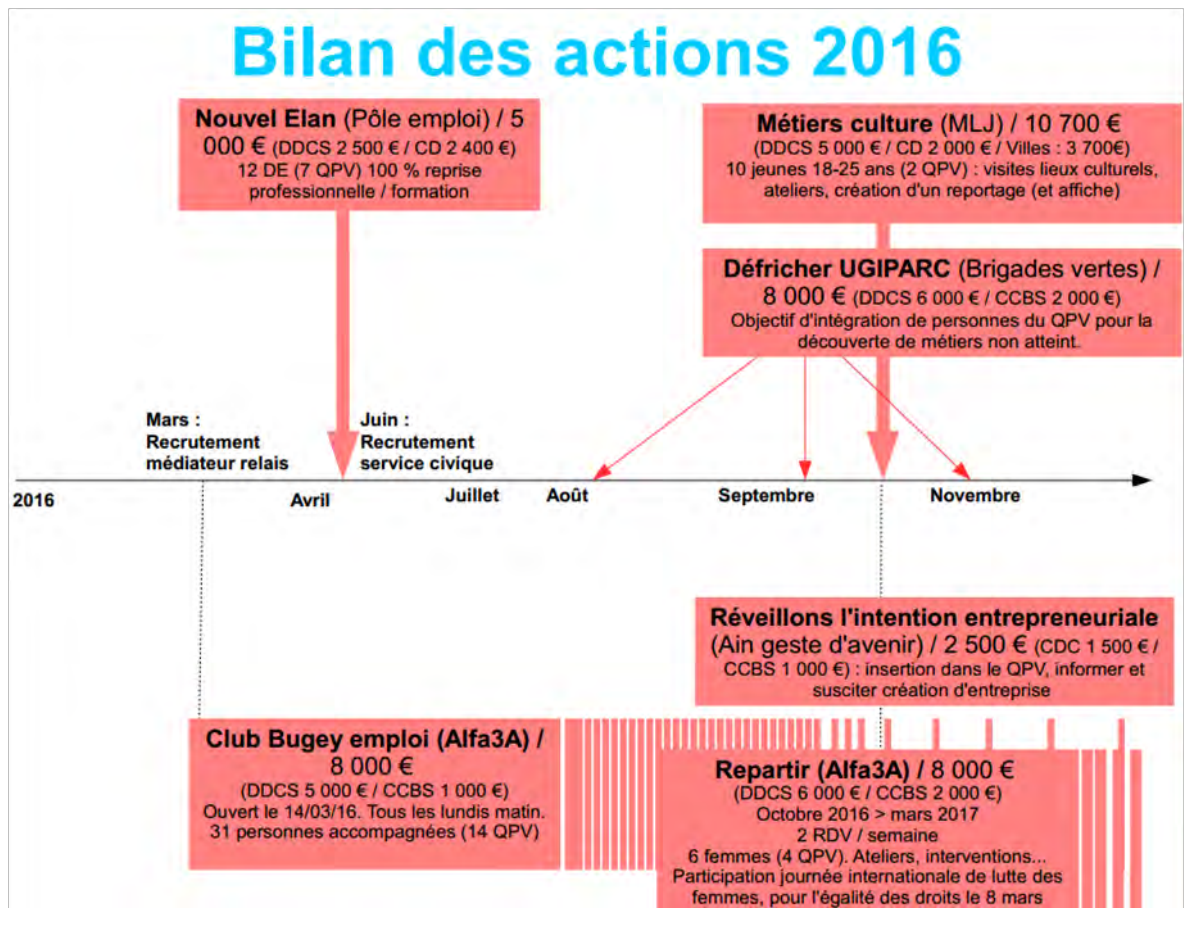 Bilan des actions 2016
Nouvel Elan (Pôle emploi) / 5
000 € (DDCS 2 500 € / CD 2 400 €)
12 DE (7 QPV) 100 % reprise
professionnelle / formation
Métiers culture (MLJ) / 10 700 €
(DDCS 5 000 € / CD 2 000 € / Villes : 3 700€)
10 jeunes 18-25 ans (2 QPV) : visites lieux culturels,
ateliers, création d'un reportage (et affiche)
Défricher UGIPARC (Brigades vertes) /
8 000 € (DDCS 6 000 € / CCBS 2 000 €)
Objectif d'intégration de personnes du QPV pour la
découverte de métiers non atteint.
Mars :
Recrutement
médiateur relais
Juin :
Recrutement
service civique
2016
Avril
Juillet
Août
Septembre
Novembre
Réveillons l'intention entrepreneuriale
(Ain geste d'avenir) / 2 500 € (CDC 1 500 € /
CCBS 1 000 €) : insertion dans le QPV, informer et
susciter création d'entreprise
Club Bugey emploi (Alfa3A) /
8 000 €
(DDCS 5 000 € / CCBS 1 000 €)
Ouvert le 14/03/16. Tous les lundis matin.
31 personnes accompagnées (14 QPV)
Repartir (Alfa3A) / 8 000 €
(DDCS 6 000 € / CCBS 2 000 €)
Octobre 2016 > mars 2017
2 RDV / semaine
6 femmes (4 QPV). Ateliers, interventions...
Participation journée internationale de lutte des
femmes, pour l'égalité des droits le 8 mars